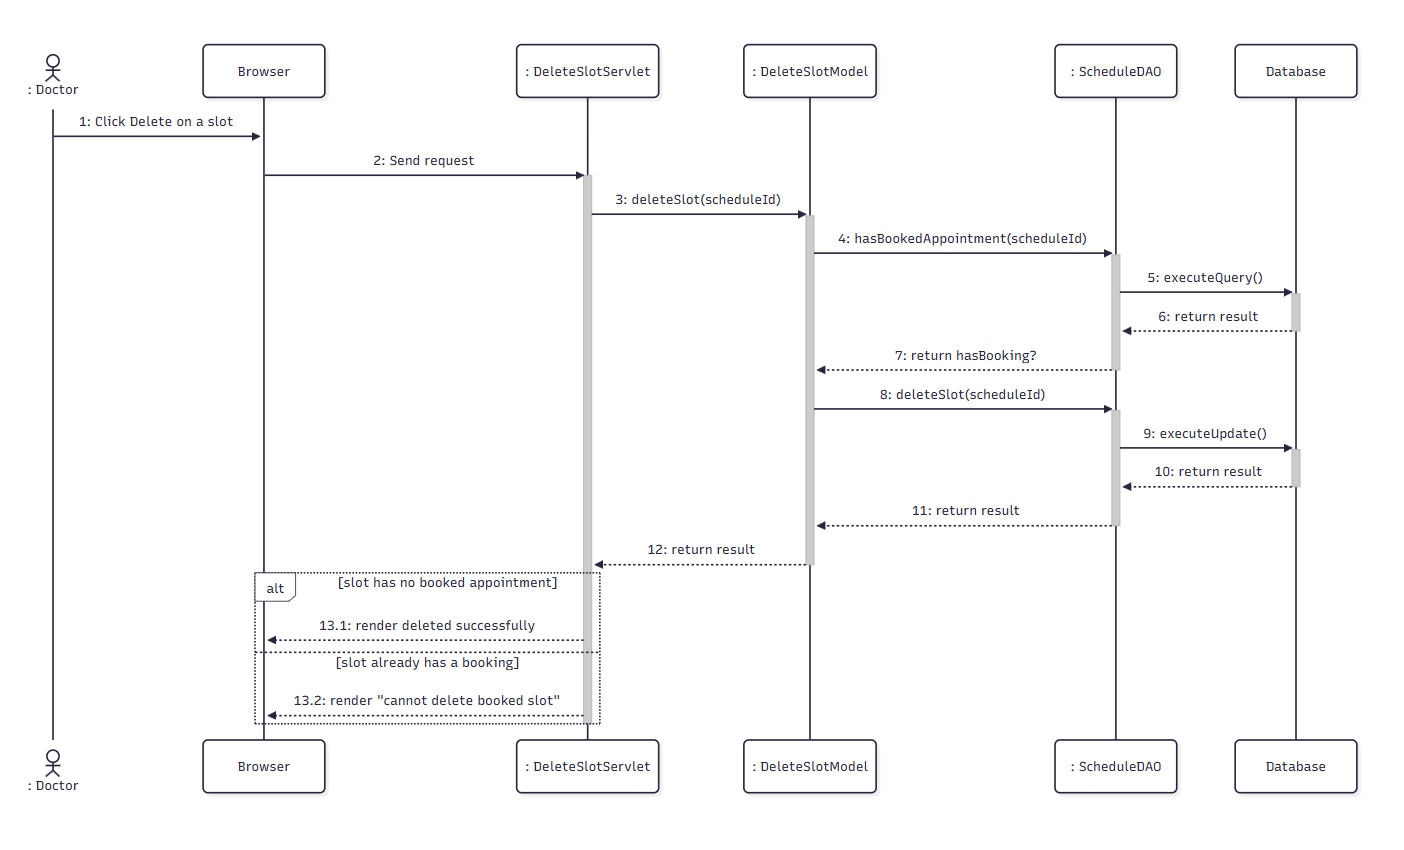 : Doctor
Browser
: DeleteSlotServlet
: DeleteSlotModel
: ScheduleDAO
Database
1: Click Delete on a slot
2: Send request
3: deleteSlot(scheduleId)
4: hasBookedAppointment(scheduleId)
5: executeQuery()
6: return result
7: return hasBooking?
8: deleteSlot(scheduleId)
9: executeUpdate()
10: return result
11: return result
12: return result
alt
[slot has no booked appointment]
13.1: render deleted successfully
[slot already has a booking]
13.2: render "cannot delete booked slot"
: Doctor
Browser
: DeleteSlotServlet
: DeleteSlotModel
: ScheduleDAO
Database